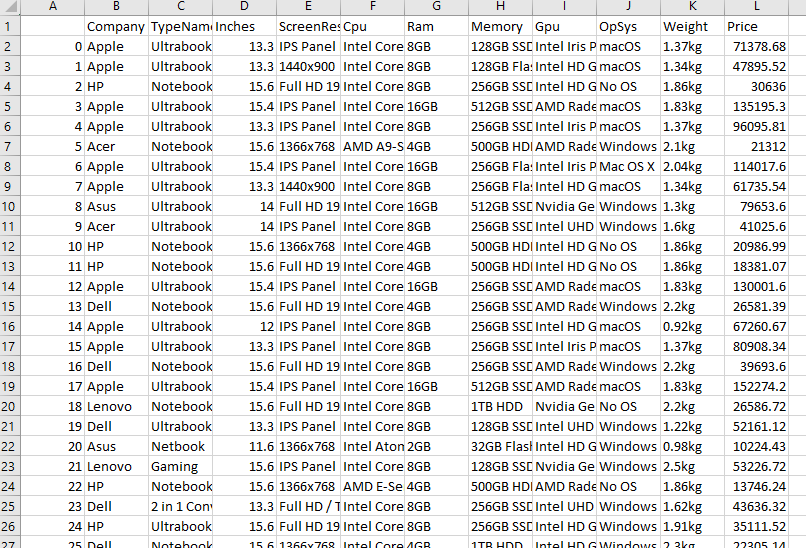 A B C D E F G H I J K L
1 Company TypeNam Inches ScreenRes Cpu Ram Memory Gpu OpSys Weight Price
2 0 Apple Ultrabook 13.3 IPS Panel Intel Core 8GB 128GB SSD Intel Iris P macOS 1.37kg 71378.68
3 1 Apple Ultrabook 13.3 1440x900 Intel Core 8GB 128GB Flas Intel HD G macOS 1.34kg 47895.52
4 2 HP Notebook 15.6 Full HD 19 Intel Core 8GB 256GB SSD Intel HD G No OS 1.86kg 30636
5 3 Apple Ultrabook 15.4 IPS Panel Intel Core 16GB 512GB SSD AMD Rade macOS 1.83kg 135195.3
6 4 Apple Ultrabook 13.3 IPS Panel Intel Core 8GB 256GB SSD Intel Iris P macOS 1.37kg 96095.81
7 5 Acer Notebook 15.6 1366x768 AMD A9-S 4GB 500GB HDD AMD Rade Windows 2.1kg 21312
8 6 Apple Ultrabook 15.4 IPS Panel Intel Core 16GB 256GB Flas Intel Iris P Mac OS X 2.04kg 114017.6
9 7 Apple Ultrabook 13.3 1440x900 Intel Core 8GB 256GB Flas Intel HD G macOS 1.34kg 61735.54
10 8 Asus Ultrabook 14 Full HD 19 Intel Core 16GB 512GB SSD Nvidia Ge Windows 1.3kg 79653.6
11 9 Acer Ultrabook 14 IPS Panel Intel Core 8GB 256GB SSD Intel UHD Windows 1.6kg 41025.6
12 10 HP Notebook 15.6 1366x768 Intel Core 4GB 500GB HDD Intel HD G No OS 1.86kg 20986.99
13 11 HP Notebook 15.6 Full HD 19 Intel Core 4GB 500GB HDD Intel HD G No OS 1.86kg 18381.07
14 12 Apple Ultrabook 15.4 IPS Panel Intel Core 16GB 256GB SSD AMD Rade macOS 1.83kg 130001.6
15 13 Dell Notebook 15.6 Full HD 19 Intel Core 4GB 256GB SSD AMD Rade Windows 2.2kg 26581.39
16 14 Apple Ultrabook 12 IPS Panel Intel Core 8GB 256GB SSD Intel HD G macOS 0.92kg 67260.67
17 15 Apple Ultrabook 13.3 IPS Panel Intel Core 8GB 256GB SSD Intel Iris P macOS 1.37kg 80908.34
18 16 Dell Notebook 15.6 Full HD 19 Intel Core 8GB 256GB SSD AMD Rade Windows 2.2kg 39693.6
19 17 Apple Ultrabook 15.4 IPS Panel Intel Core 16GB 512GB SSD AMD Rade macOS 1.83kg 152274.2
20 18 Lenovo Notebook 15.6 Full HD 19 Intel Core 8GB 1TB HDD Nvidia Ge No OS 2.2kg 26586.72
21 19 Dell Ultrabook 13.3 IPS Panel Intel Core 8GB 128GB SSD Intel UHD Windows 1.22kg 52161.12
22 20 Asus Netbook 11.6 1366x768 Intel Aton 2GB 32GB Flash Intel HD G Windows 0.98kg 10224.43
23 21 Lenovo Gaming 15.6 IPS Panel Intel Core 8GB 128GB SSD Nvidia Ge Windows 2.5kg 53226.72
24 22 HP Notebook 15.6 1366x768 AMD E-Se 4GB 500GB HDD AMD Rade No OS 1.86kg 13746.24
25 23 Dell 2 in 1 Conv 13.3 Full HD / T Intel Core 8GB 256GB SSD Intel UHD Windows 1.62kg 43636.32
26 24 HP Ultrabook 15.6 Full HD 19 Intel Core 8GB 256GB SSD Intel HD G Windows 1.91kg 35111.52
27 25 Dell Notebook 15.6 1366x768 Intel Core 4GB 500GB HDD Intel HD G Windows 2.3kg 22305.14